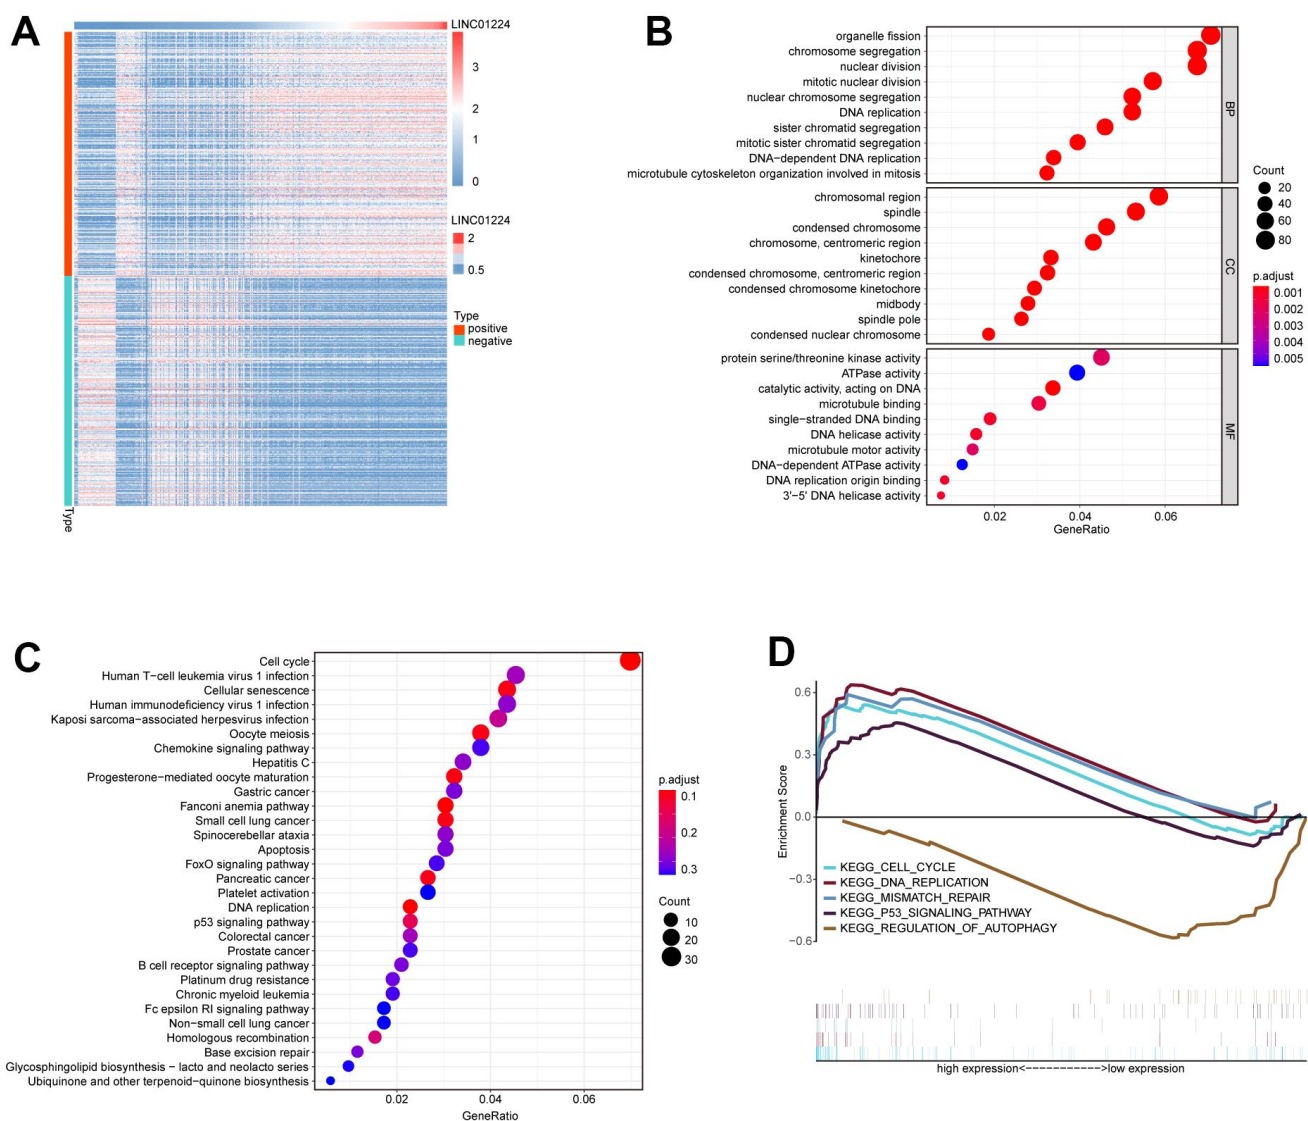 A
LINC01224
3
2
1
0
LINC01224
2
0.5
Type
positive
negative
Type
B
organelle fission
chromosome segregation
nuclear division
mitotic nuclear division
nuclear chromosome segregation
DNA replication
sister chromatid segregation
mitotic sister chromatid segregation
DNA−dependent DNA replication
microtubule cytoskeleton organization involved in mitosis
BP
chromosomal region
spindle
condensed chromosome
chromosome, centromeric region
kinetochore
condensed chromosome, centromeric region
condensed chromosome kinetochore
midbody
spindle pole
condensed nuclear chromosome
CC
protein serine/threonine kinase activity
ATPase activity
catalytic activity, acting on DNA
microtubule binding
single−stranded DNA binding
DNA helicase activity
microtubule motor activity
DNA−dependent ATPase activity
DNA replication origin binding
3'−5' DNA helicase activity
MF
0.02 0.04 0.06
GeneRatio
Count
20
40
60
80
p.adjust
0.001
0.002
0.003
0.004
0.005
C
Cell cycle
Human T−cell leukemia virus 1 infection
Cellular senescence
Human immunodeficiency virus 1 infection
Kaposi sarcoma−associated herpesvirus infection
Oocyte meiosis
Chemokine signaling pathway
Hepatitis C
Progesterone−mediated oocyte maturation
Gastric cancer
Fanconi anemia pathway
Small cell lung cancer
Spinocerebellar ataxia
Apoptosis
FoxO signaling pathway
Pancreatic cancer
Platelet activation
DNA replication
p53 signaling pathway
Colorectal cancer
Prostate cancer
B cell receptor signaling pathway
Platinum drug resistance
Chronic myeloid leukemia
Fc epsilon RI signaling pathway
Non−small cell lung cancer
Homologous recombination
Base excision repair
Glycosphingolipid biosynthesis − lacto and neolacto series
Ubiquinone and other terpenoid−quinone biosynthesis
0.02 0.04 0.06
GeneRatio
p.adjust
0.1
0.2
0.3
Count
10
20
30
D
Enrichment Score
0.6
0.3
0.0
−0.3
−0.6
KEGG_CELL_CYCLE
KEGG_DNA_REPLICATION
KEGG_MISMATCH_REPAIR
KEGG_P53_SIGNALING_PATHWAY
KEGG_REGULATION_OF_AUTOPHAGY
high expression<------------>low expression